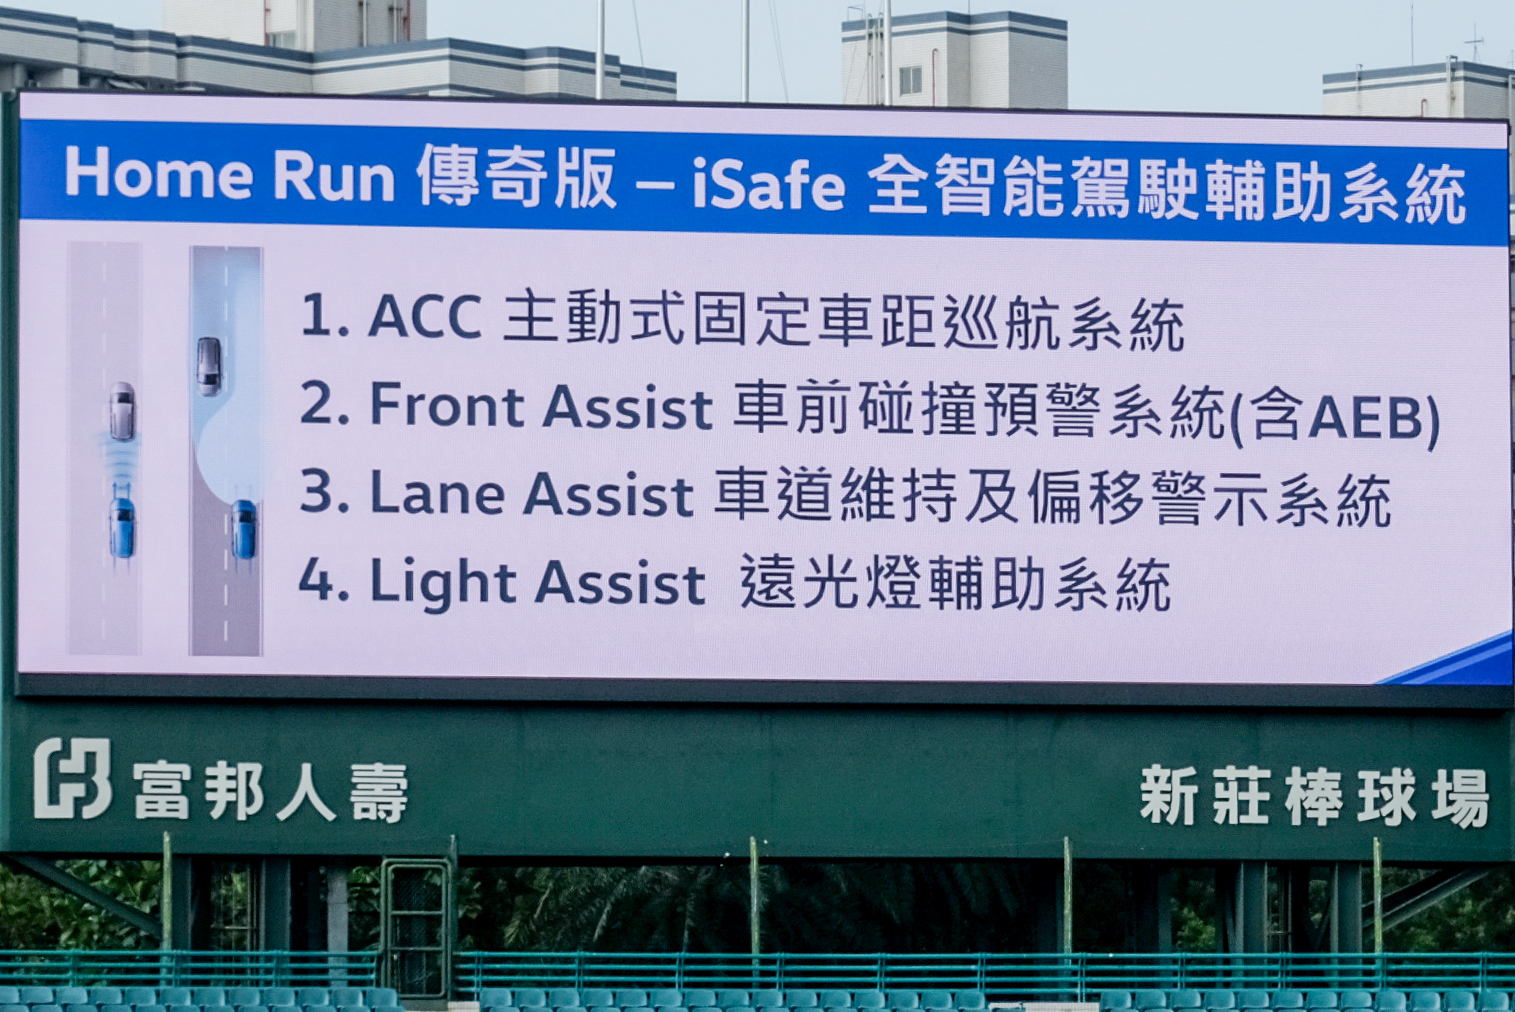 Home Run 傳奇版 – iSafe 全智能駕駛輔助系統
1. ACC 主動式固定車距巡航系統
2. Front Assist 車前碰撞預警系統(含AEB)
3. Lane Assist 車道維持及偏移警示系統
4. Light Assist 遠光燈輔助系統
富邦人壽
新莊棒球場